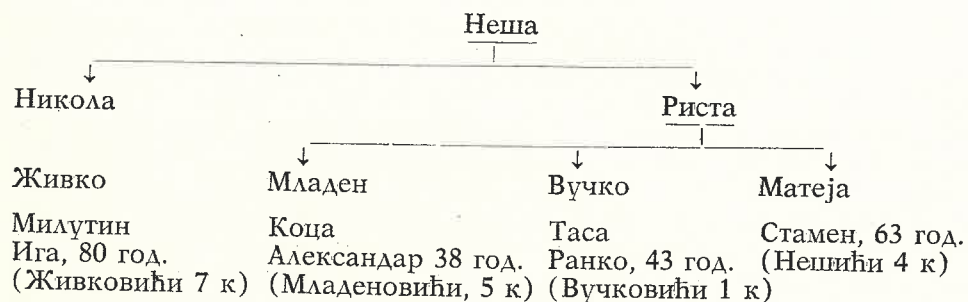 Неша
Никола Риста
Живко Младен Вучко Матеја
Милутин Коца Таса Стамен, 63 год.
Ига, 80 год. Александар 38 год. Ранко, 43 год. (Нешићи 4 к)
(Живковићи 7 к) (Младеновићи, 5 к) (Вучковићи 1 к)